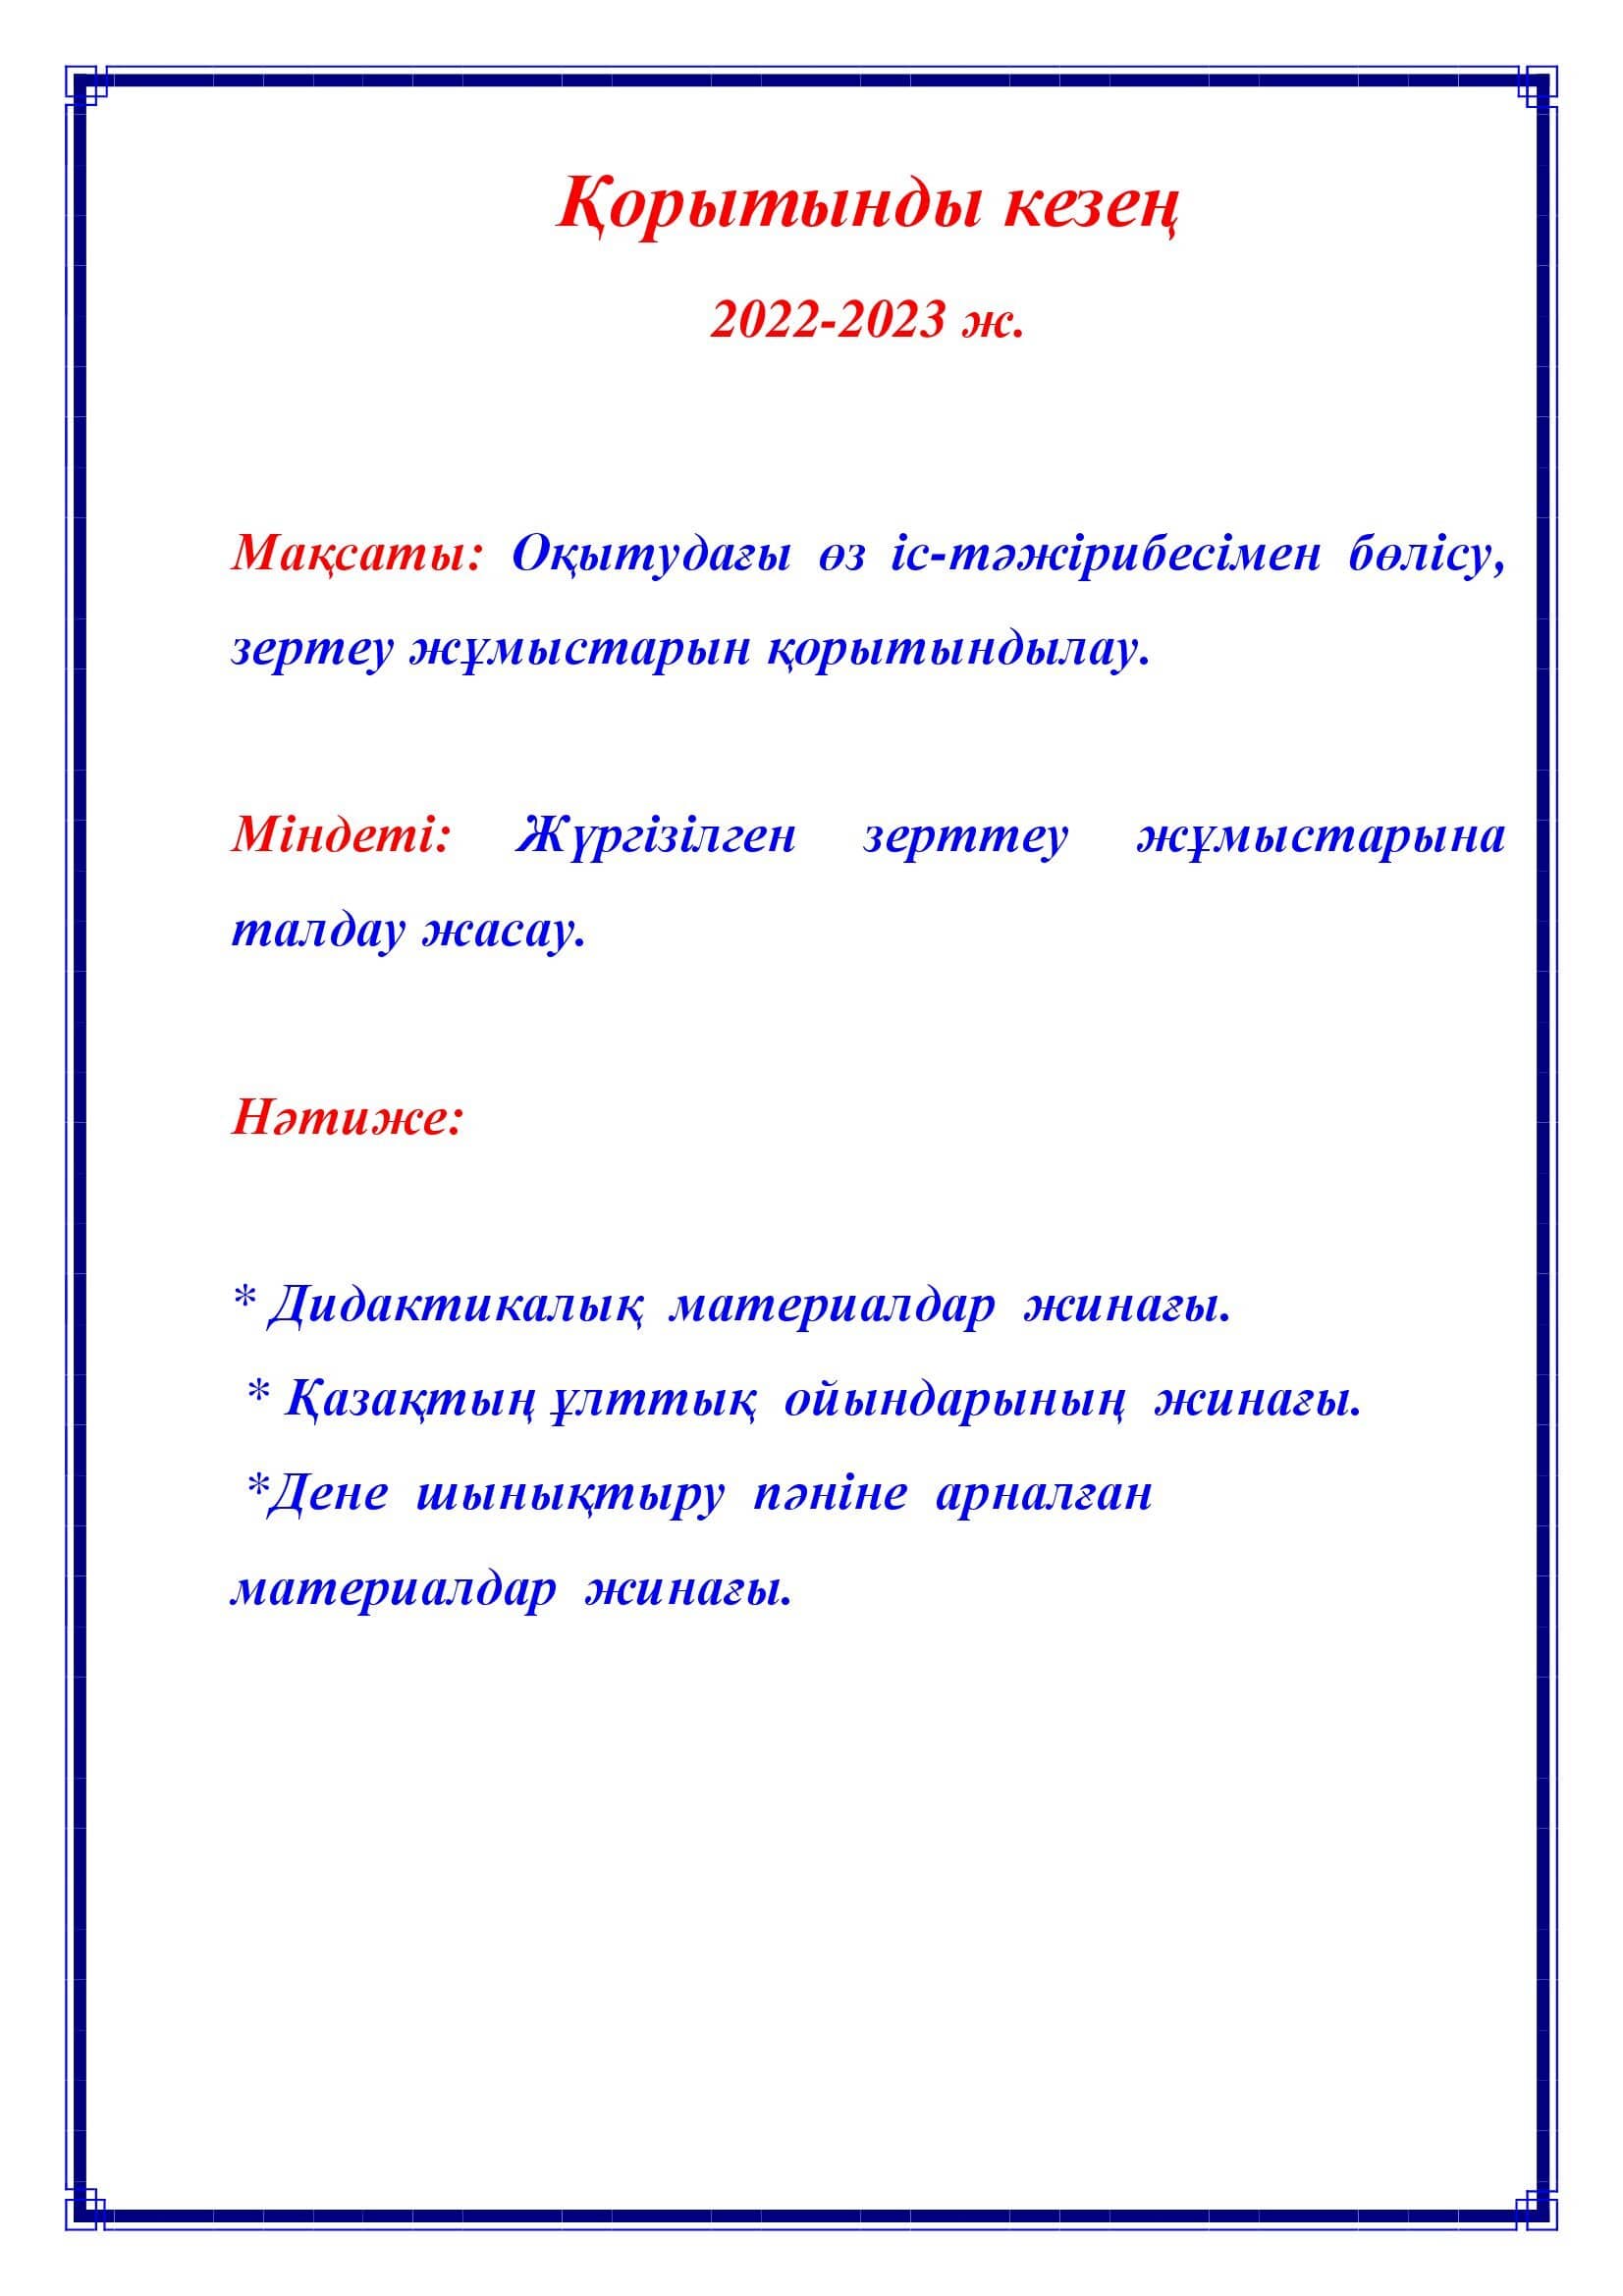 Қорытынды кезең
2022-2023 ж.
Мақсаты: Оқытудағы өз іс-тәжірибесімен бөлісу,
зертеу жұмыстарын қорытындылау.
Міндеті: Жүргізілген зерттеу жұмыстарына
талдау жасау.
Нәтиже:
* Дидактикалық материалдар жинағы.
* Қазақтың ұлттық ойындарының жинағы.
*Дене шынықтыру пәніне арналған
материалдар жинағы.